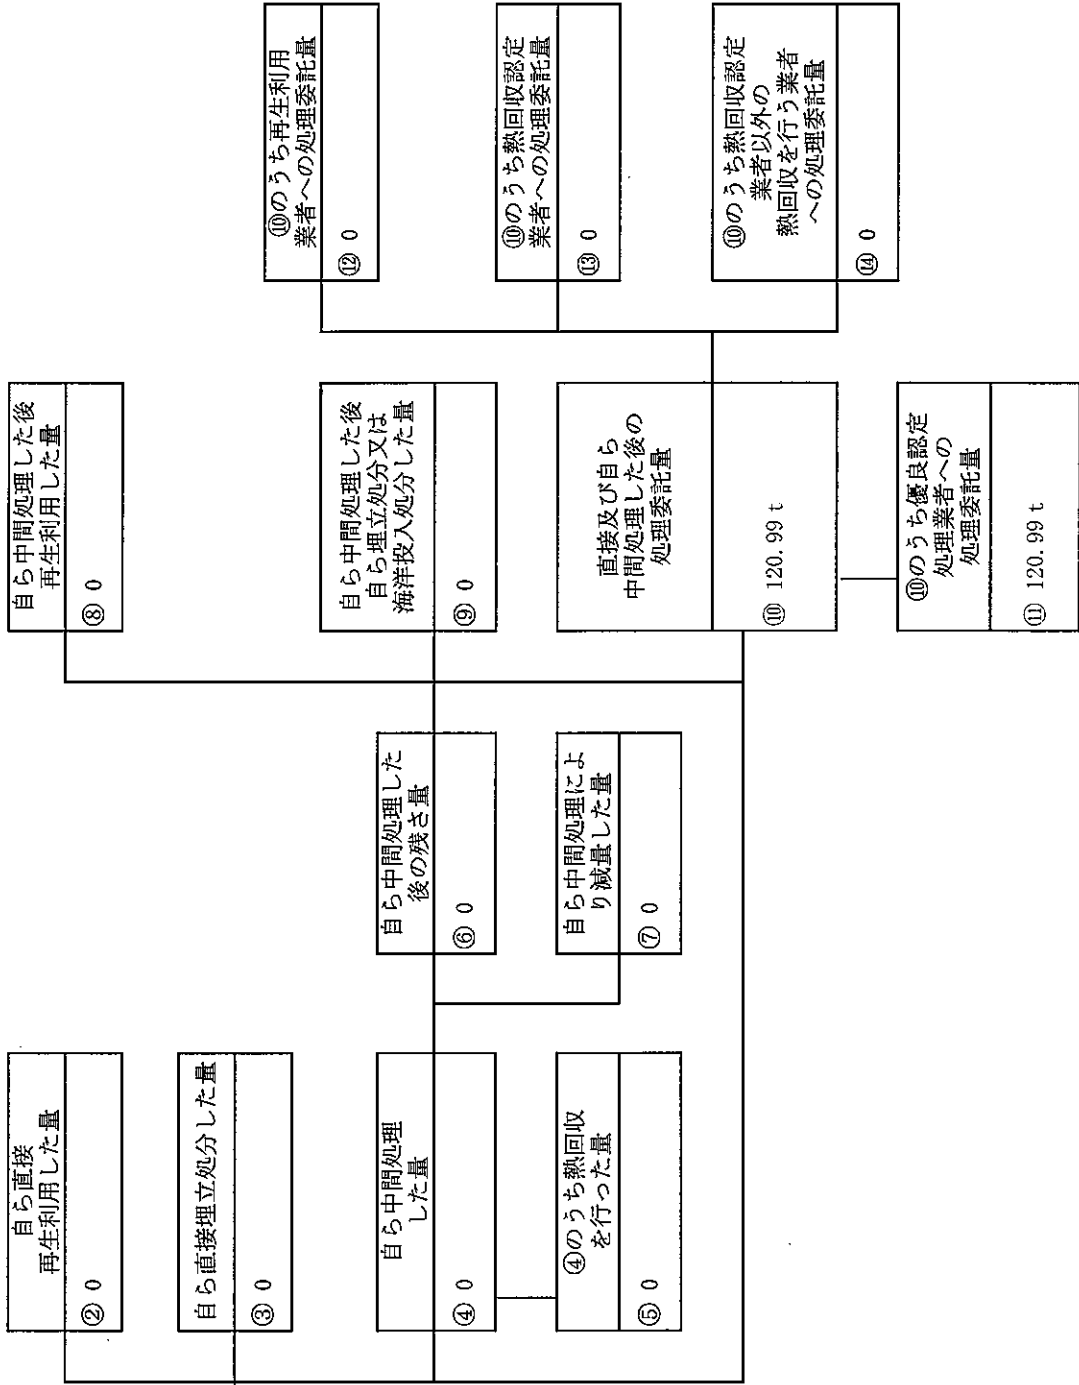 自ら直接
再生利用した量
② 0
自ら直接埋立処分した量
③ 0
自ら中間処理
した量
④ 0
④のうち熱回収
を行った量
⑤ 0
自ら中間処理した
後の残さ量
⑥ 0
自ら中間処理によ
り減量した量
⑦ 0
自ら中間処理した後
再生利用した量
⑧ 0
自ら中間処理した後
自ら埋立処分又は
海洋投入処分した量
⑨ 0
直接及び自ら
中間処理した後の
処理委託量
⑩ 120.99 t
⑩のうち優良認定
処理業者への
処理委託量
⑪ 120.99 t
⑩のうち再生利用
業者への処理委託量
⑫ 0
⑩のうち熱回収認定
業者への処理委託量
⑬ 0
⑩のうち熱回収認定
業者以外の
熱回収を行う業者
への処理委託量
⑭ 0